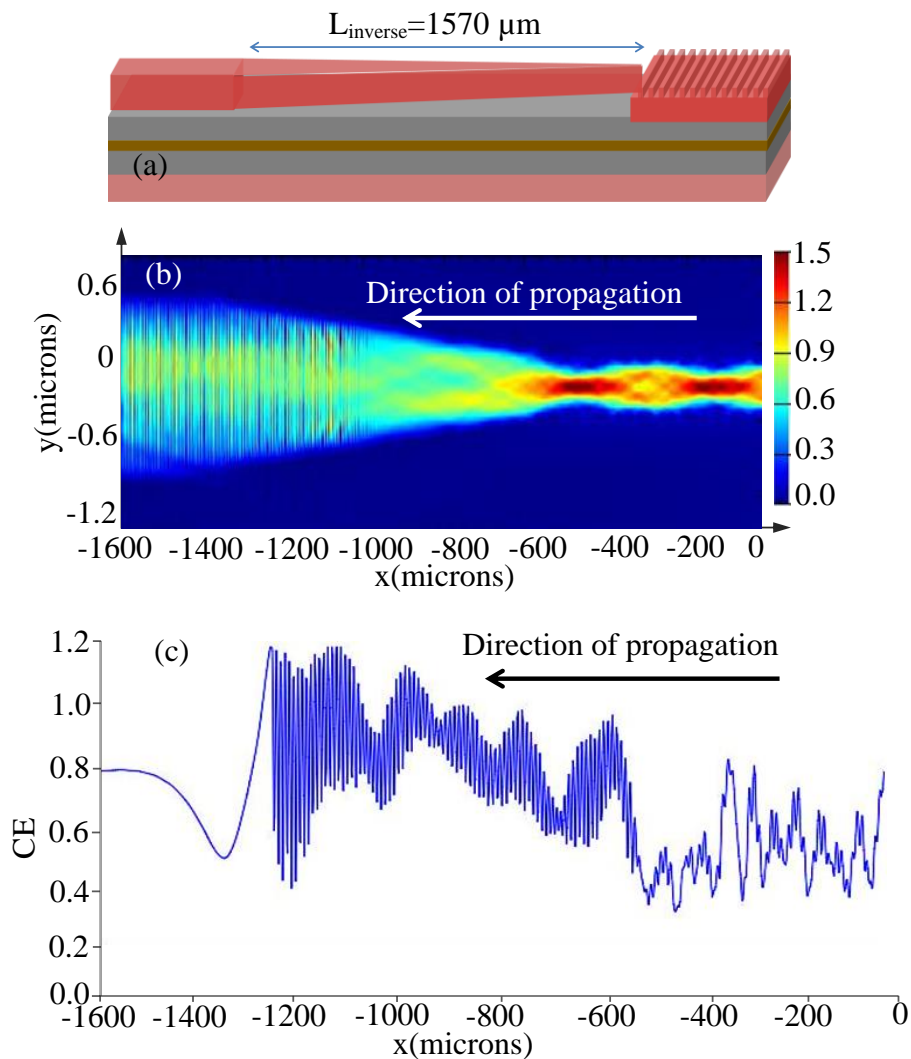 L_inverse=1570 µm
(a)
(b)
Direction of propagation
1.5
1.2
0.9
0.6
0.3
0.0
y(microns)
0.6
0
-0.6
-1.2
-1600 -1400 -1200 -1000 -800 -600 -400 -200 0
x(microns)
(c)
Direction of propagation
CE
1.2
1.0
0.8
0.6
0.4
0.2
0.0
-1600 -1400 -1200 -1000 -800 -600 -400 -200 0
x(microns)